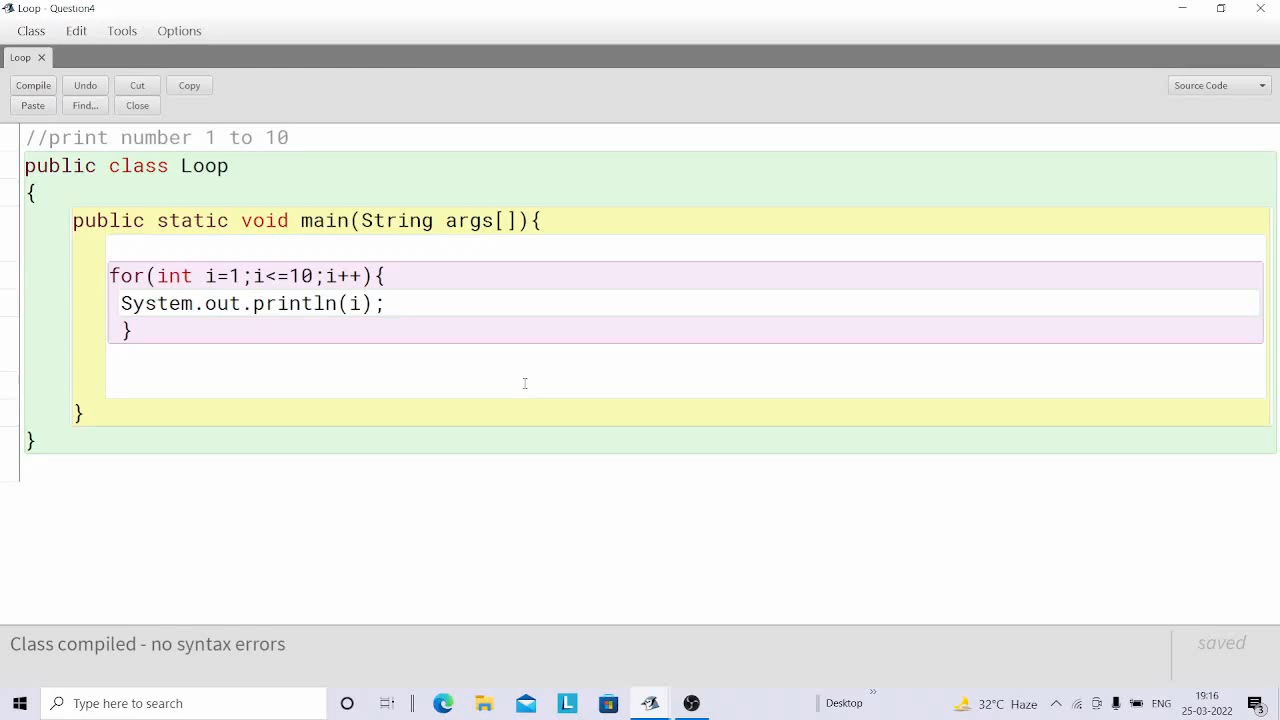 Loop - Question4
Class Edit Tools Options
Loop
Compile Undo Cut Copy
Source Code
Paste Find... Close
//print number 1 to 10
public class Loop
{
public static void main(String args[]){
for(int i=1;i<=10;i++){
System.out.println(i);
}
}
}
Class compiled - no syntax errors
saved
Type here to search
L
Desktop
32°C Haze
ENG
19:16
25-03-2022
3